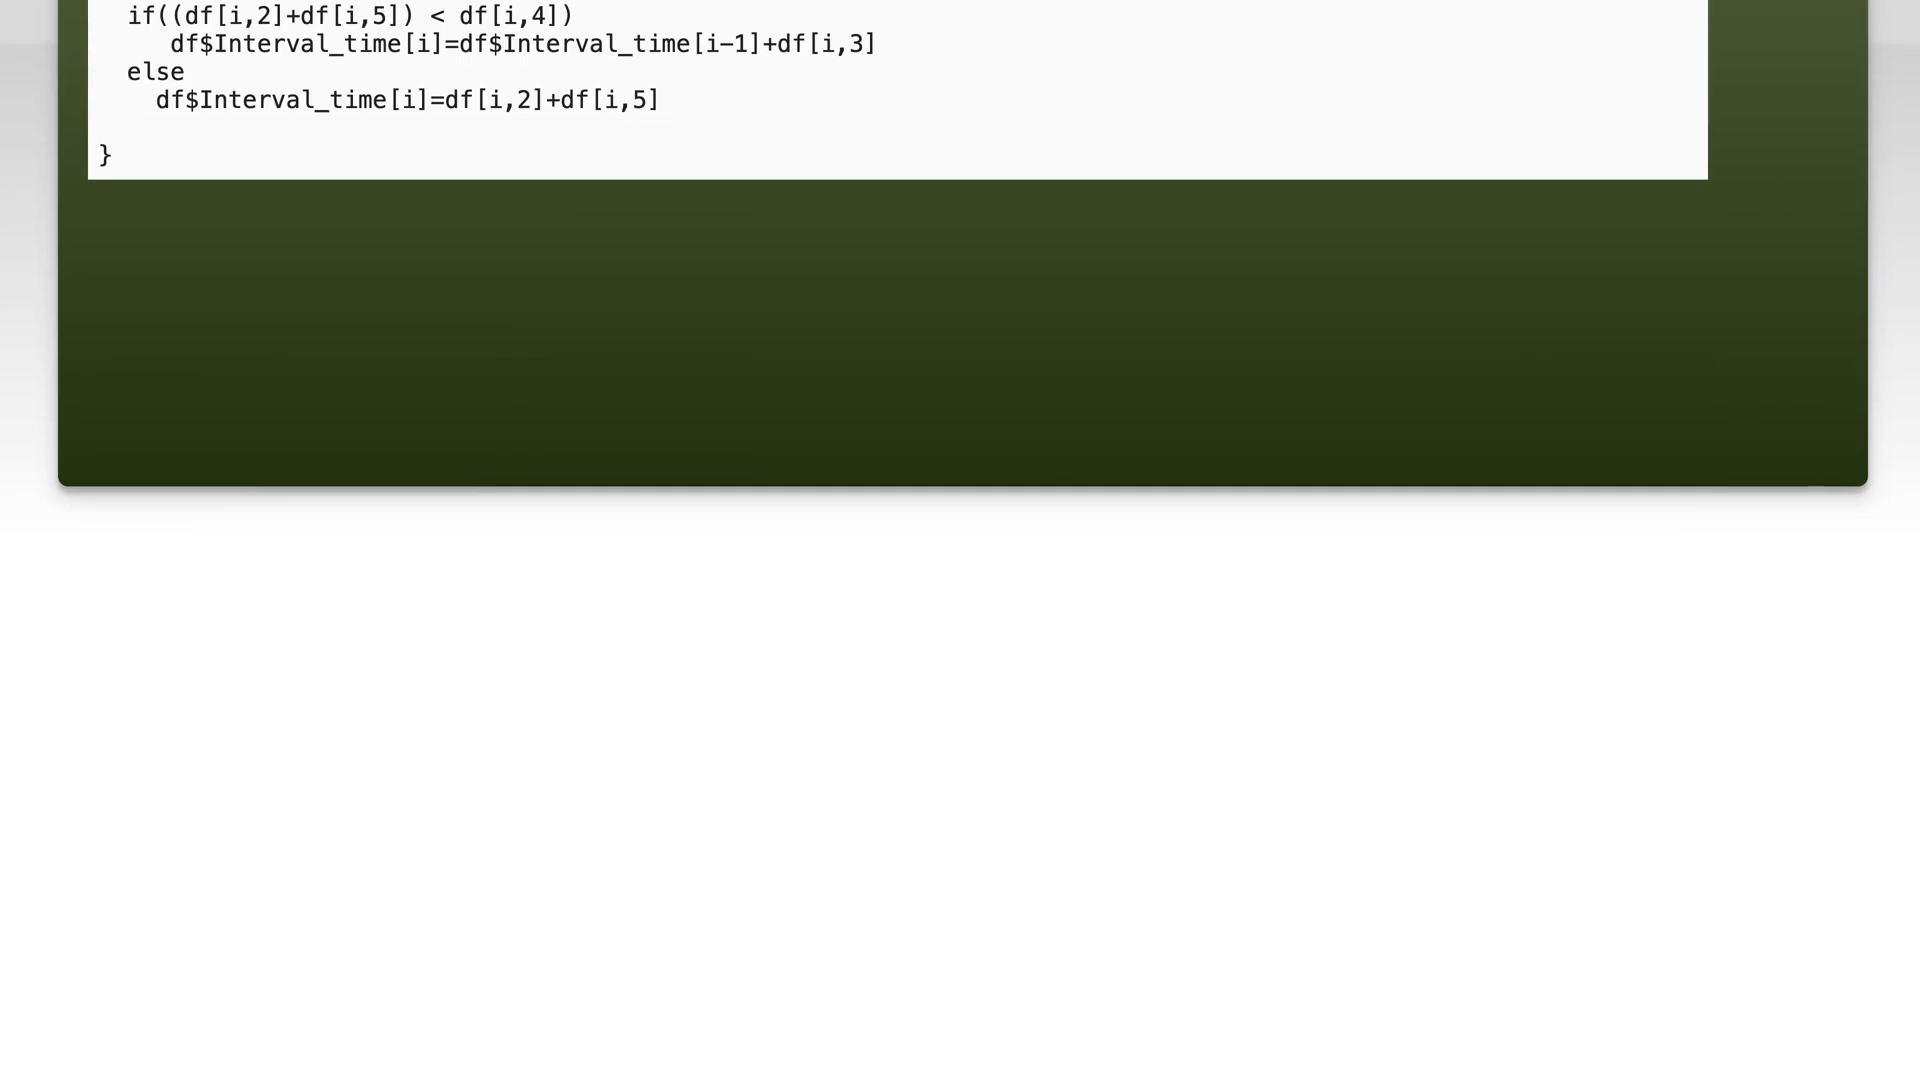 if((df[i,2]+df[i,5]) < df[i,4])
df$Interval_time[i]=df$Interval_time[i-1]+df[i,3]
else
df$Interval_time[i]=df[i,2]+df[i,5]
}